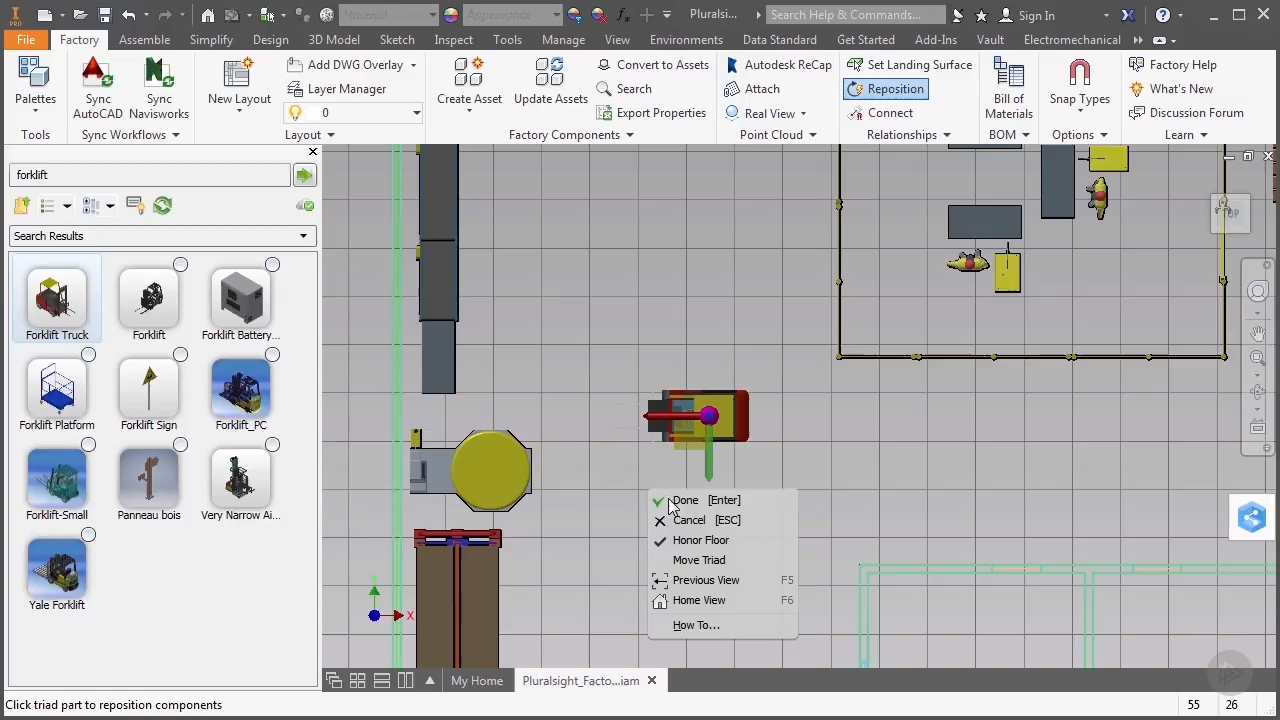 I PRO Material Appearance fx Pluralsi... Search Help & Commands... Sign In
File Factory Assemble Simplify Design 3D Model Sketch Inspect Tools Manage View Environments Data Standard Get Started Add-Ins Vault Electromechanical
Palettes Sync AutoCAD Sync Navisworks New Layout Add DWG Overlay Create Asset Update Assets Convert to Assets Autodesk ReCap Set Landing Surface Bill of Materials Snap Types Factory Help
Layer Manager Search Attach Reposition What's New
0 Export Properties Real View Connect Discussion Forum
Tools Sync Workflows Layout Factory Components Point Cloud Relationships BOM Options Learn
forklift
Search Results
Forklift Truck Forklift Forklift Battery...
Forklift Platform Forklift Sign Forklift_PC
Forklift-Small Panneau bois Very Narrow Ai...
Yale Forklift
TOP
Done [Enter]
Cancel [ESC]
Honor Floor
Move Triad
Previous View F5
Home View F6
How To...
X
My Home Pluralsight_Facto...iam
Click triad part to reposition components 55 26